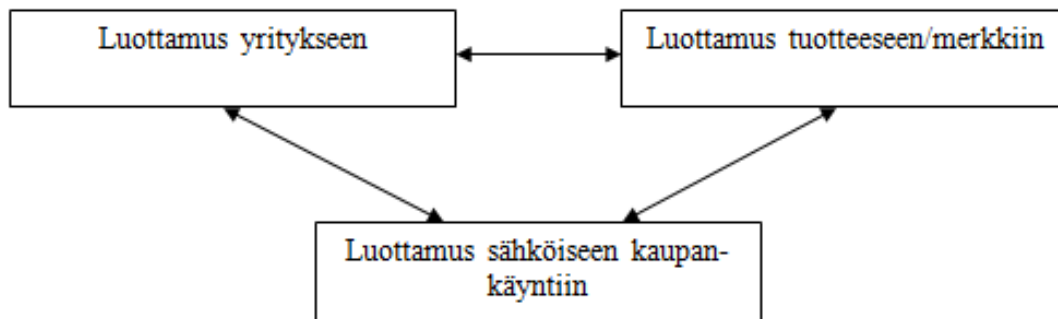 Luottamus yritykseen
Luottamus tuotteeseen/merkkiin
Luottamus sähköiseen kaupan-
käyntiin